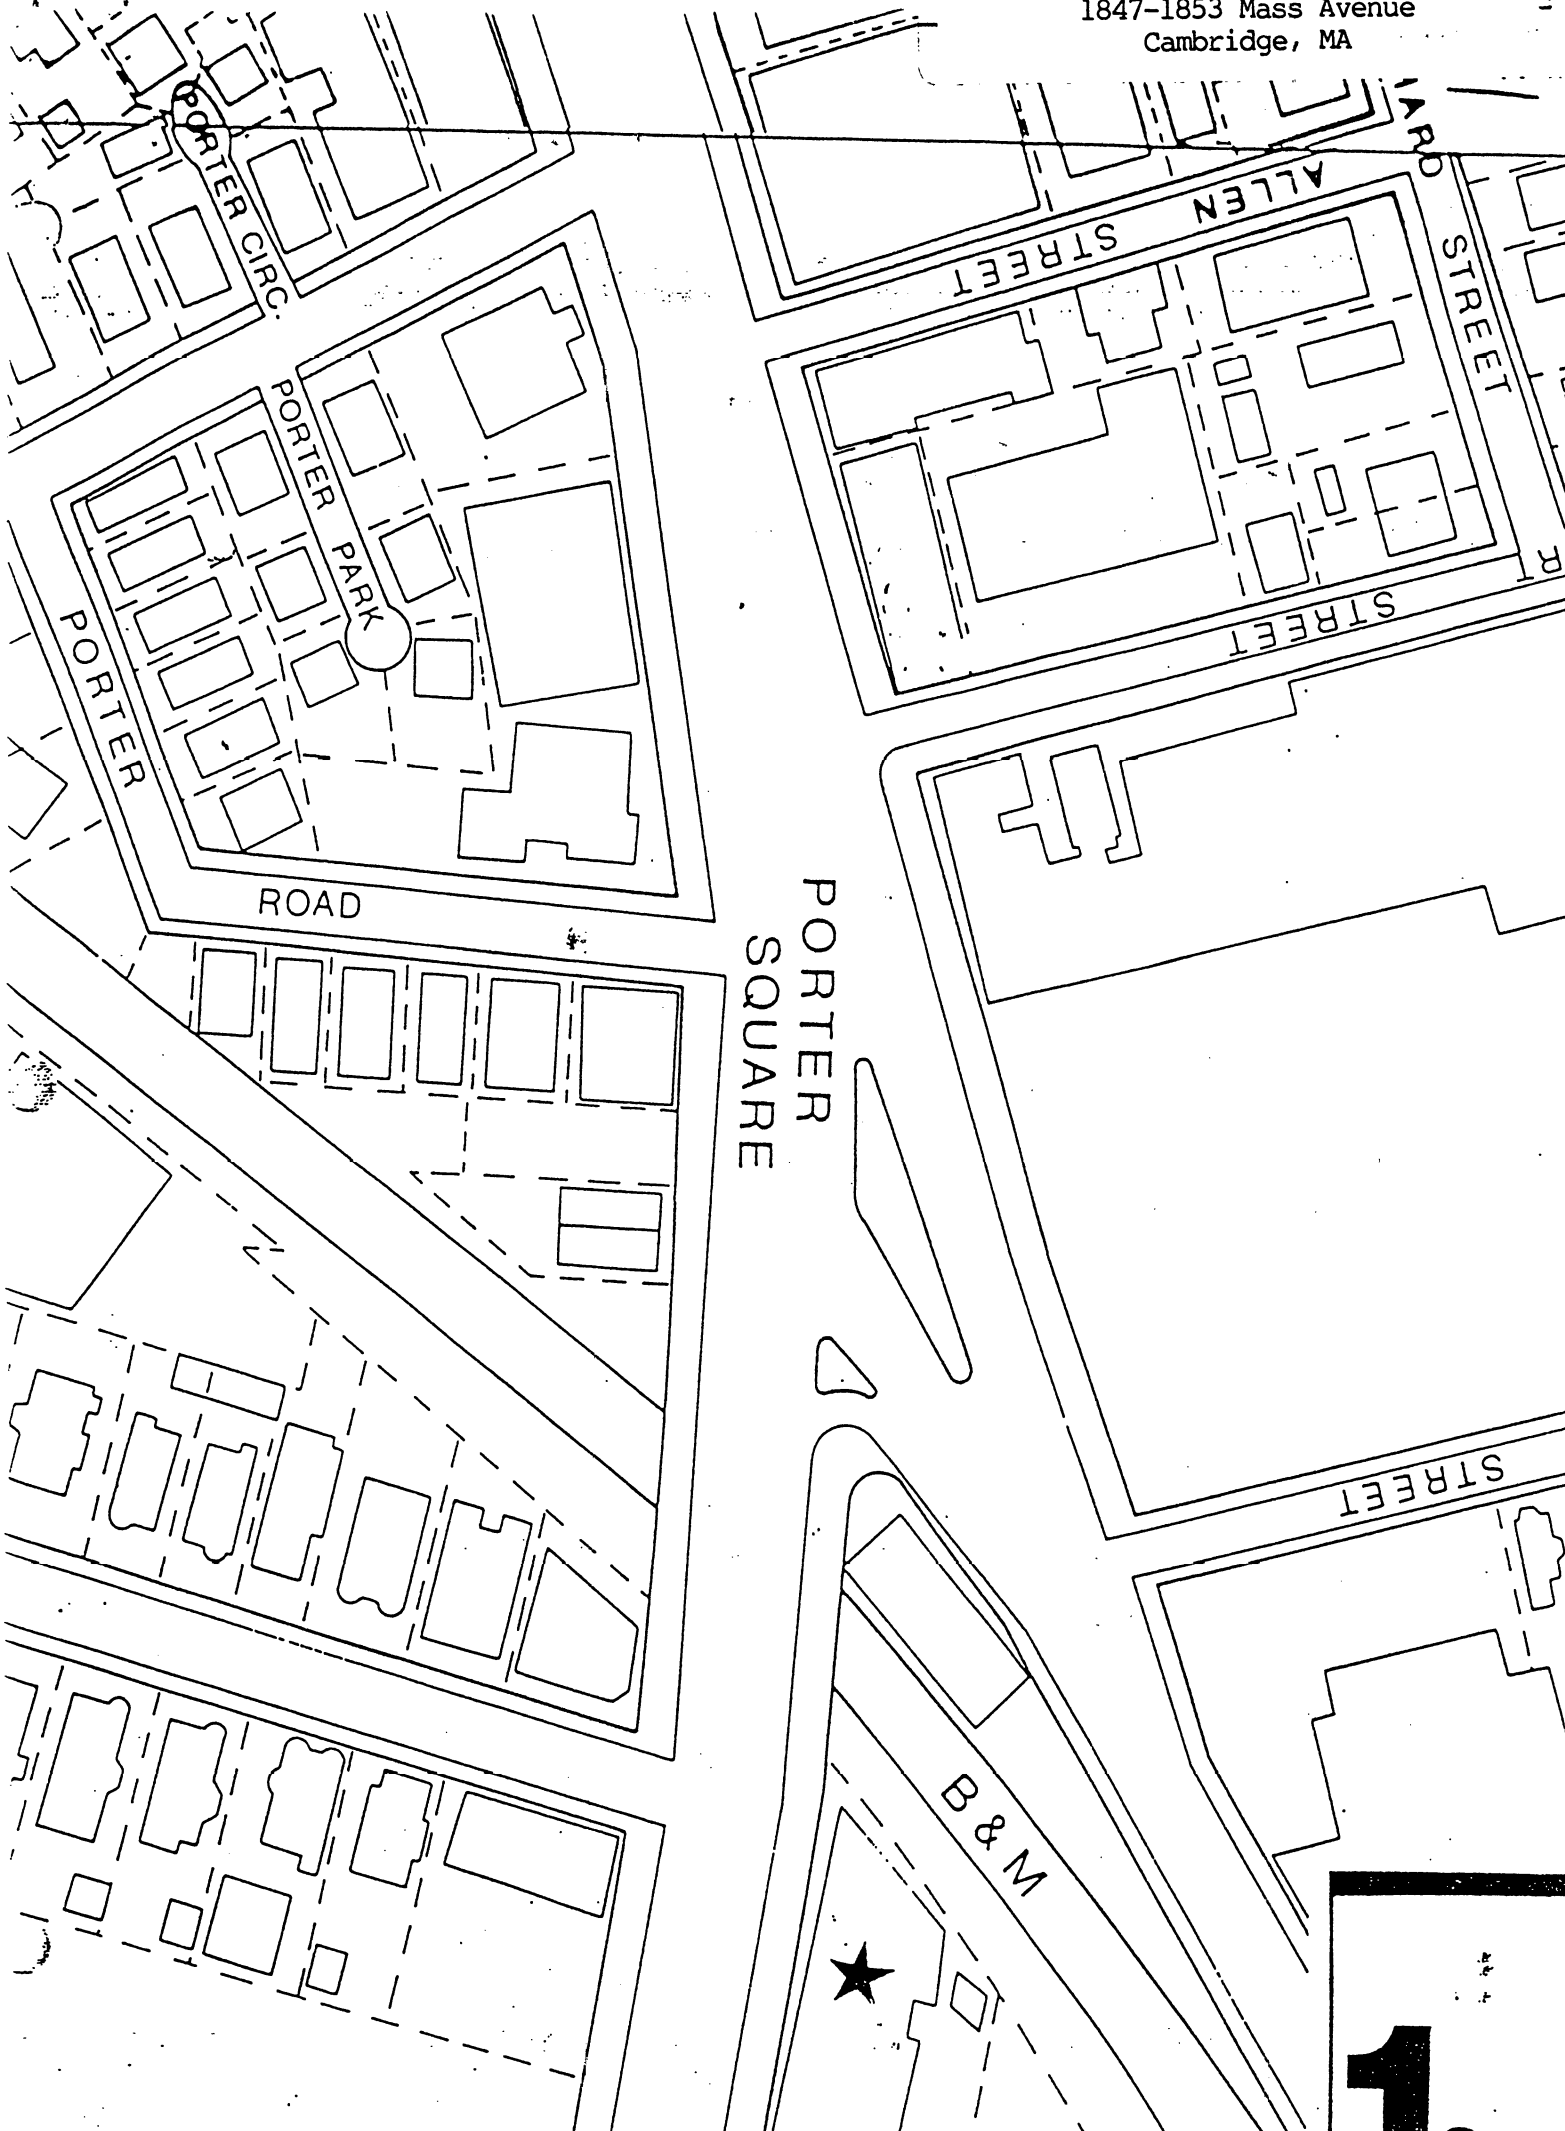 1847-1853 Mass Avenue
Cambridge, MA
PORTER CIRC.
ALLEN
STREET
STREET
PORTER PARK
STREET
PORTER
ROAD
PORTER
SQUARE
STREET
B & M
1